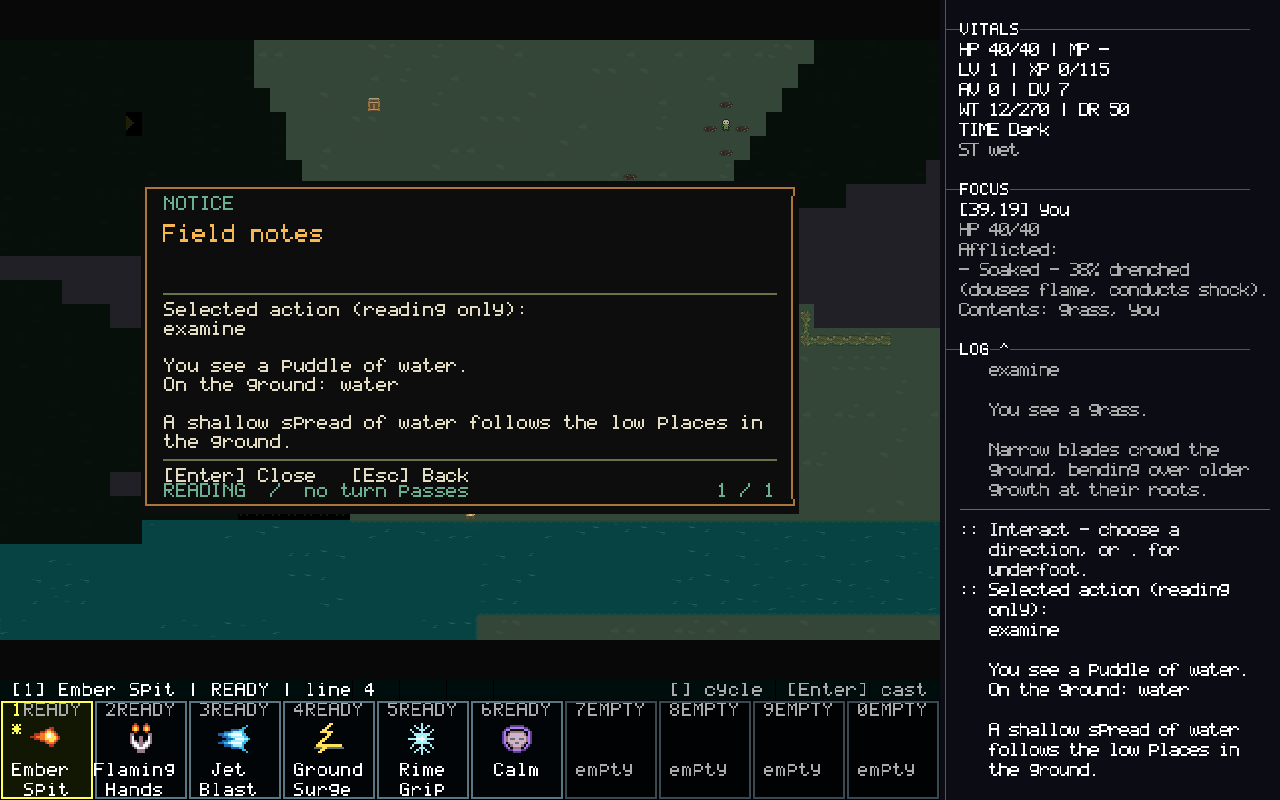 NOTICE
Field notes
Selected action (reading only):
examine
You see a Puddle of water.
On the ground: water
A shallow sPread of water follows the low Places in
the ground.
[Enter] Close [Esc] Back
READING / no turn Passes 1 / 1
VITALS
HP 40/40 | MP -
LV 1 | XP 0/115
AV 0 | DV 7
WT 12/270 | DR 50
TIME Dark
ST wet
FOCUS
[39,19] You
HP 40/40
Afflicted:
- Soaked - 38% drenched
(douses flame, conducts shock).
Contents: grass, You
LOG ^
examine
You see a grass.
Narrow blades crowd the
ground, bending over older
growth at their roots.
:: Interact - choose a
direction, or . for
underfoot.
:: Selected action (reading
only):
examine
You see a Puddle of water.
On the ground: water
A shallow sPread of water
follows the low Places in
the ground.
[1] Ember SPit | READY | line 4 [] cycle [Enter] cast
1READY 2READY 3READY 4READY 5READY 6READY 7EMPTY 8EMPTY 9EMPTY 0EMPTY
*
Ember Flaming Jet Ground Rime Calm emPty emPty emPty emPty
SPit Hands Blast Surge GriP